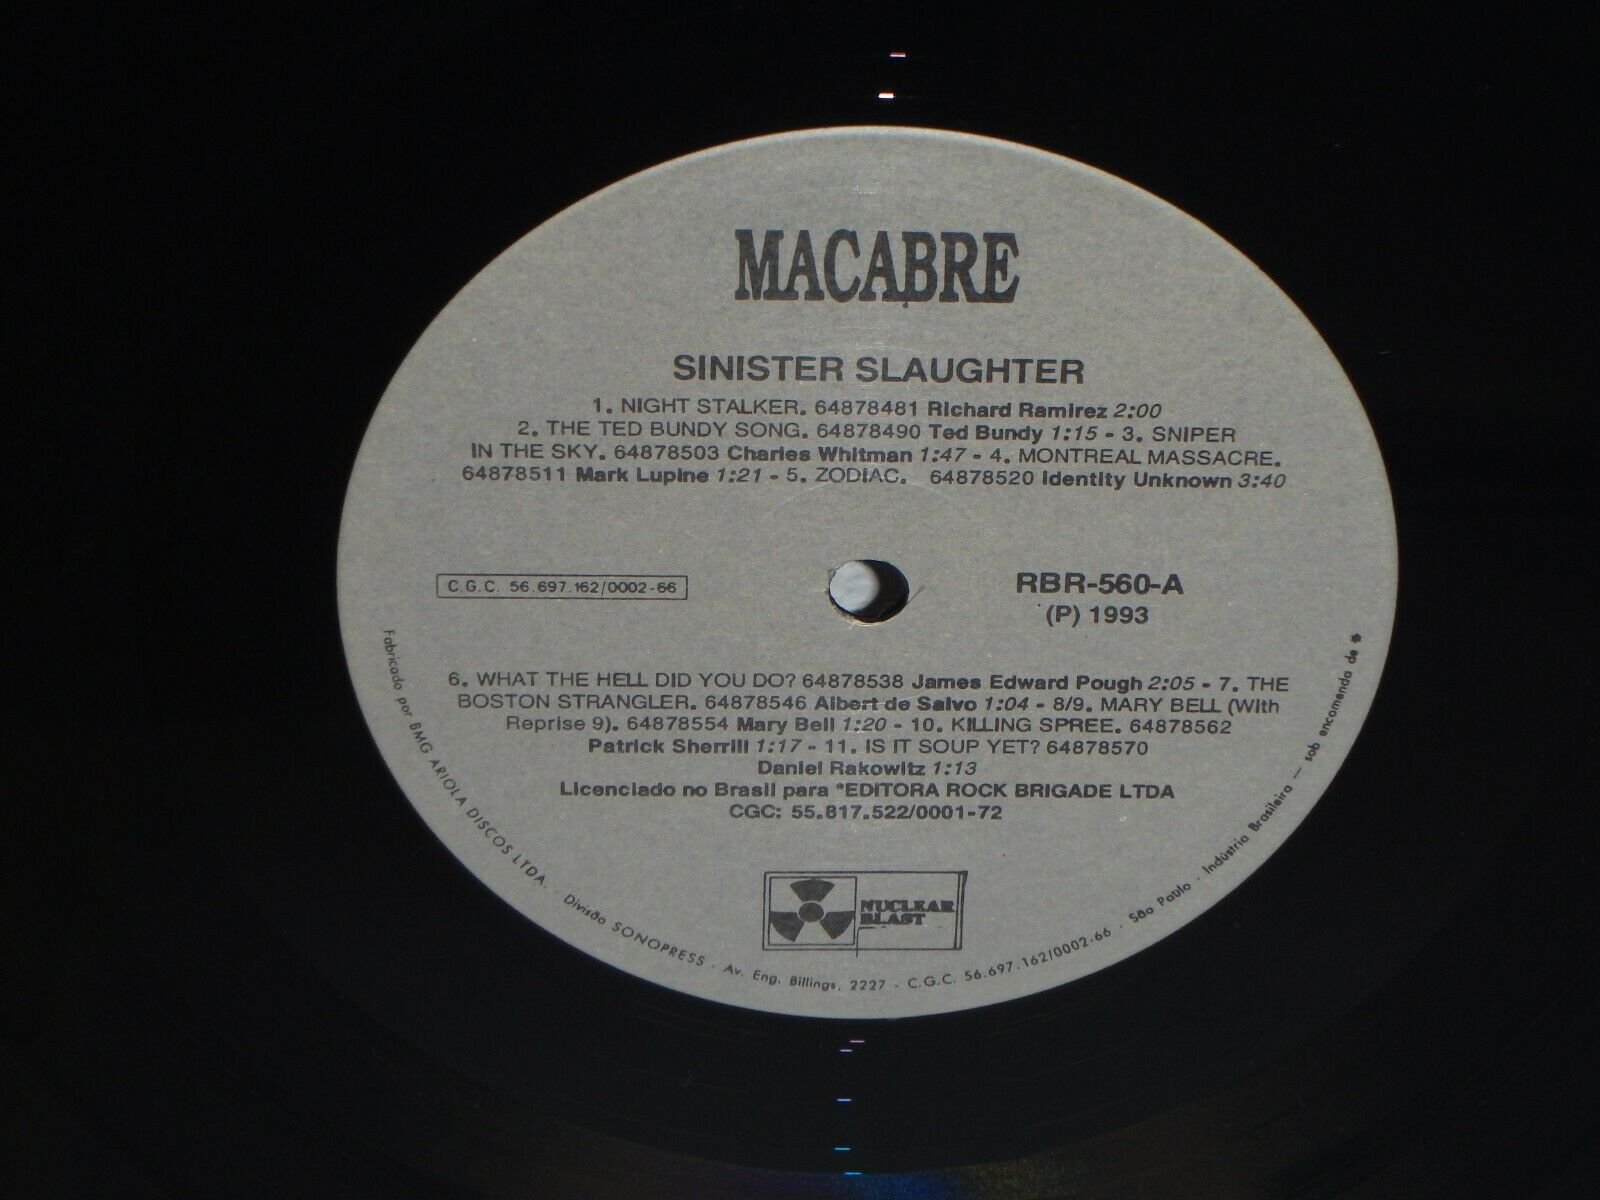 MACABRE
SINISTER SLAUGHTER
1. NIGHT STALKER. 64878481 Richard Ramirez 2:00
2. THE TED BUNDY SONG. 64878490 Ted Bundy 1:15 - 3. SNIPER
IN THE SKY. 64878503 Charles Whitman 1:47 - 4. MONTREAL MASSACRE.
64878511 Mark Lupine 1:21 - 5. ZODIAC. 64878520 Identity Unknown 3:40
C.G.C. 56.697.162/0002-66
RBR-560-A
(P) 1993
6. WHAT THE HELL DID YOU DO? 64878538 James Edward Pough 2:05 - 7. THE
BOSTON STRANGLER. 64878546 Albert de Salvo 1:04 - 8/9. MARY BELL (With
Reprise 9). 64878554 Mary Bell 1:20 - 10. KILLING SPREE. 64878562
Patrick Sherrill 1:17 - 11. IS IT SOUP YET? 64878570
Daniel Rakowitz 1:13
Licenciado no Brasil para *EDITORA ROCK BRIGADE LTDA
CGC: 55.817.522/0001-72
NUCLEAR
BLAST
Fabricado por BMG ARIOLA DISCOS LTDA. - Divisão SONOPRESS - Av. Eng. Billings, 2227 - C.G.C. 56.697.162/0002-66 - São Paulo - Indústria Brasileira — sob encomenda de *